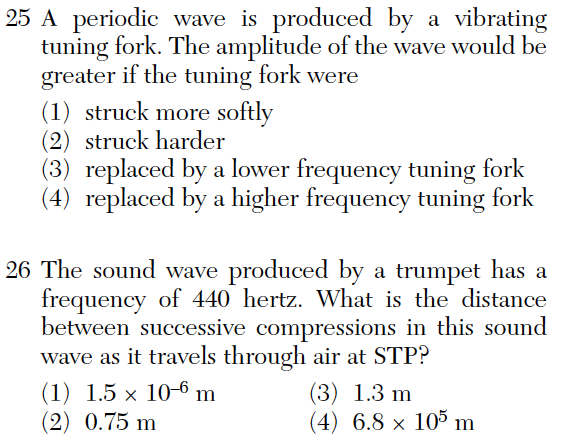 25 A periodic wave is produced by a vibrating
tuning fork. The amplitude of the wave would be
greater if the tuning fork were
(1) struck more softly
(2) struck harder
(3) replaced by a lower frequency tuning fork
(4) replaced by a higher frequency tuning fork
26 The sound wave produced by a trumpet has a
frequency of 440 hertz. What is the distance
between successive compressions in this sound
wave as it travels through air at STP?
(1) 1.5 × 10⁻⁶ m (3) 1.3 m
(2) 0.75 m (4) 6.8 × 10⁵ m